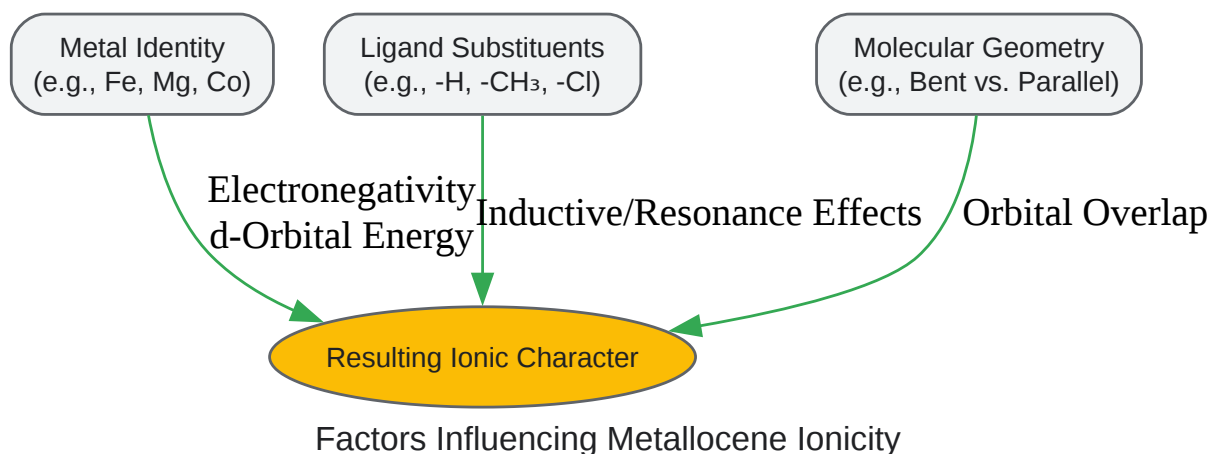 Metal Identity
(e.g., Fe, Mg, Co)
Ligand Substituents
(e.g., -H, -CH₃, -Cl)
Molecular Geometry
(e.g., Bent vs. Parallel)
Electronegativity
d-Orbital Energy
Inductive/Resonance Effects
Orbital Overlap
Resulting Ionic Character
Factors Influencing Metallocene Ionicity